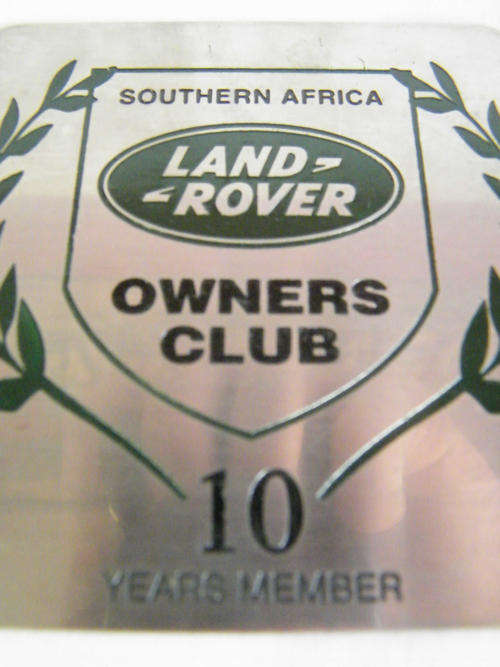 SOUTHERN AFRICA
LAND
ROVER
OWNERS
CLUB
10
YEARS MEMBER